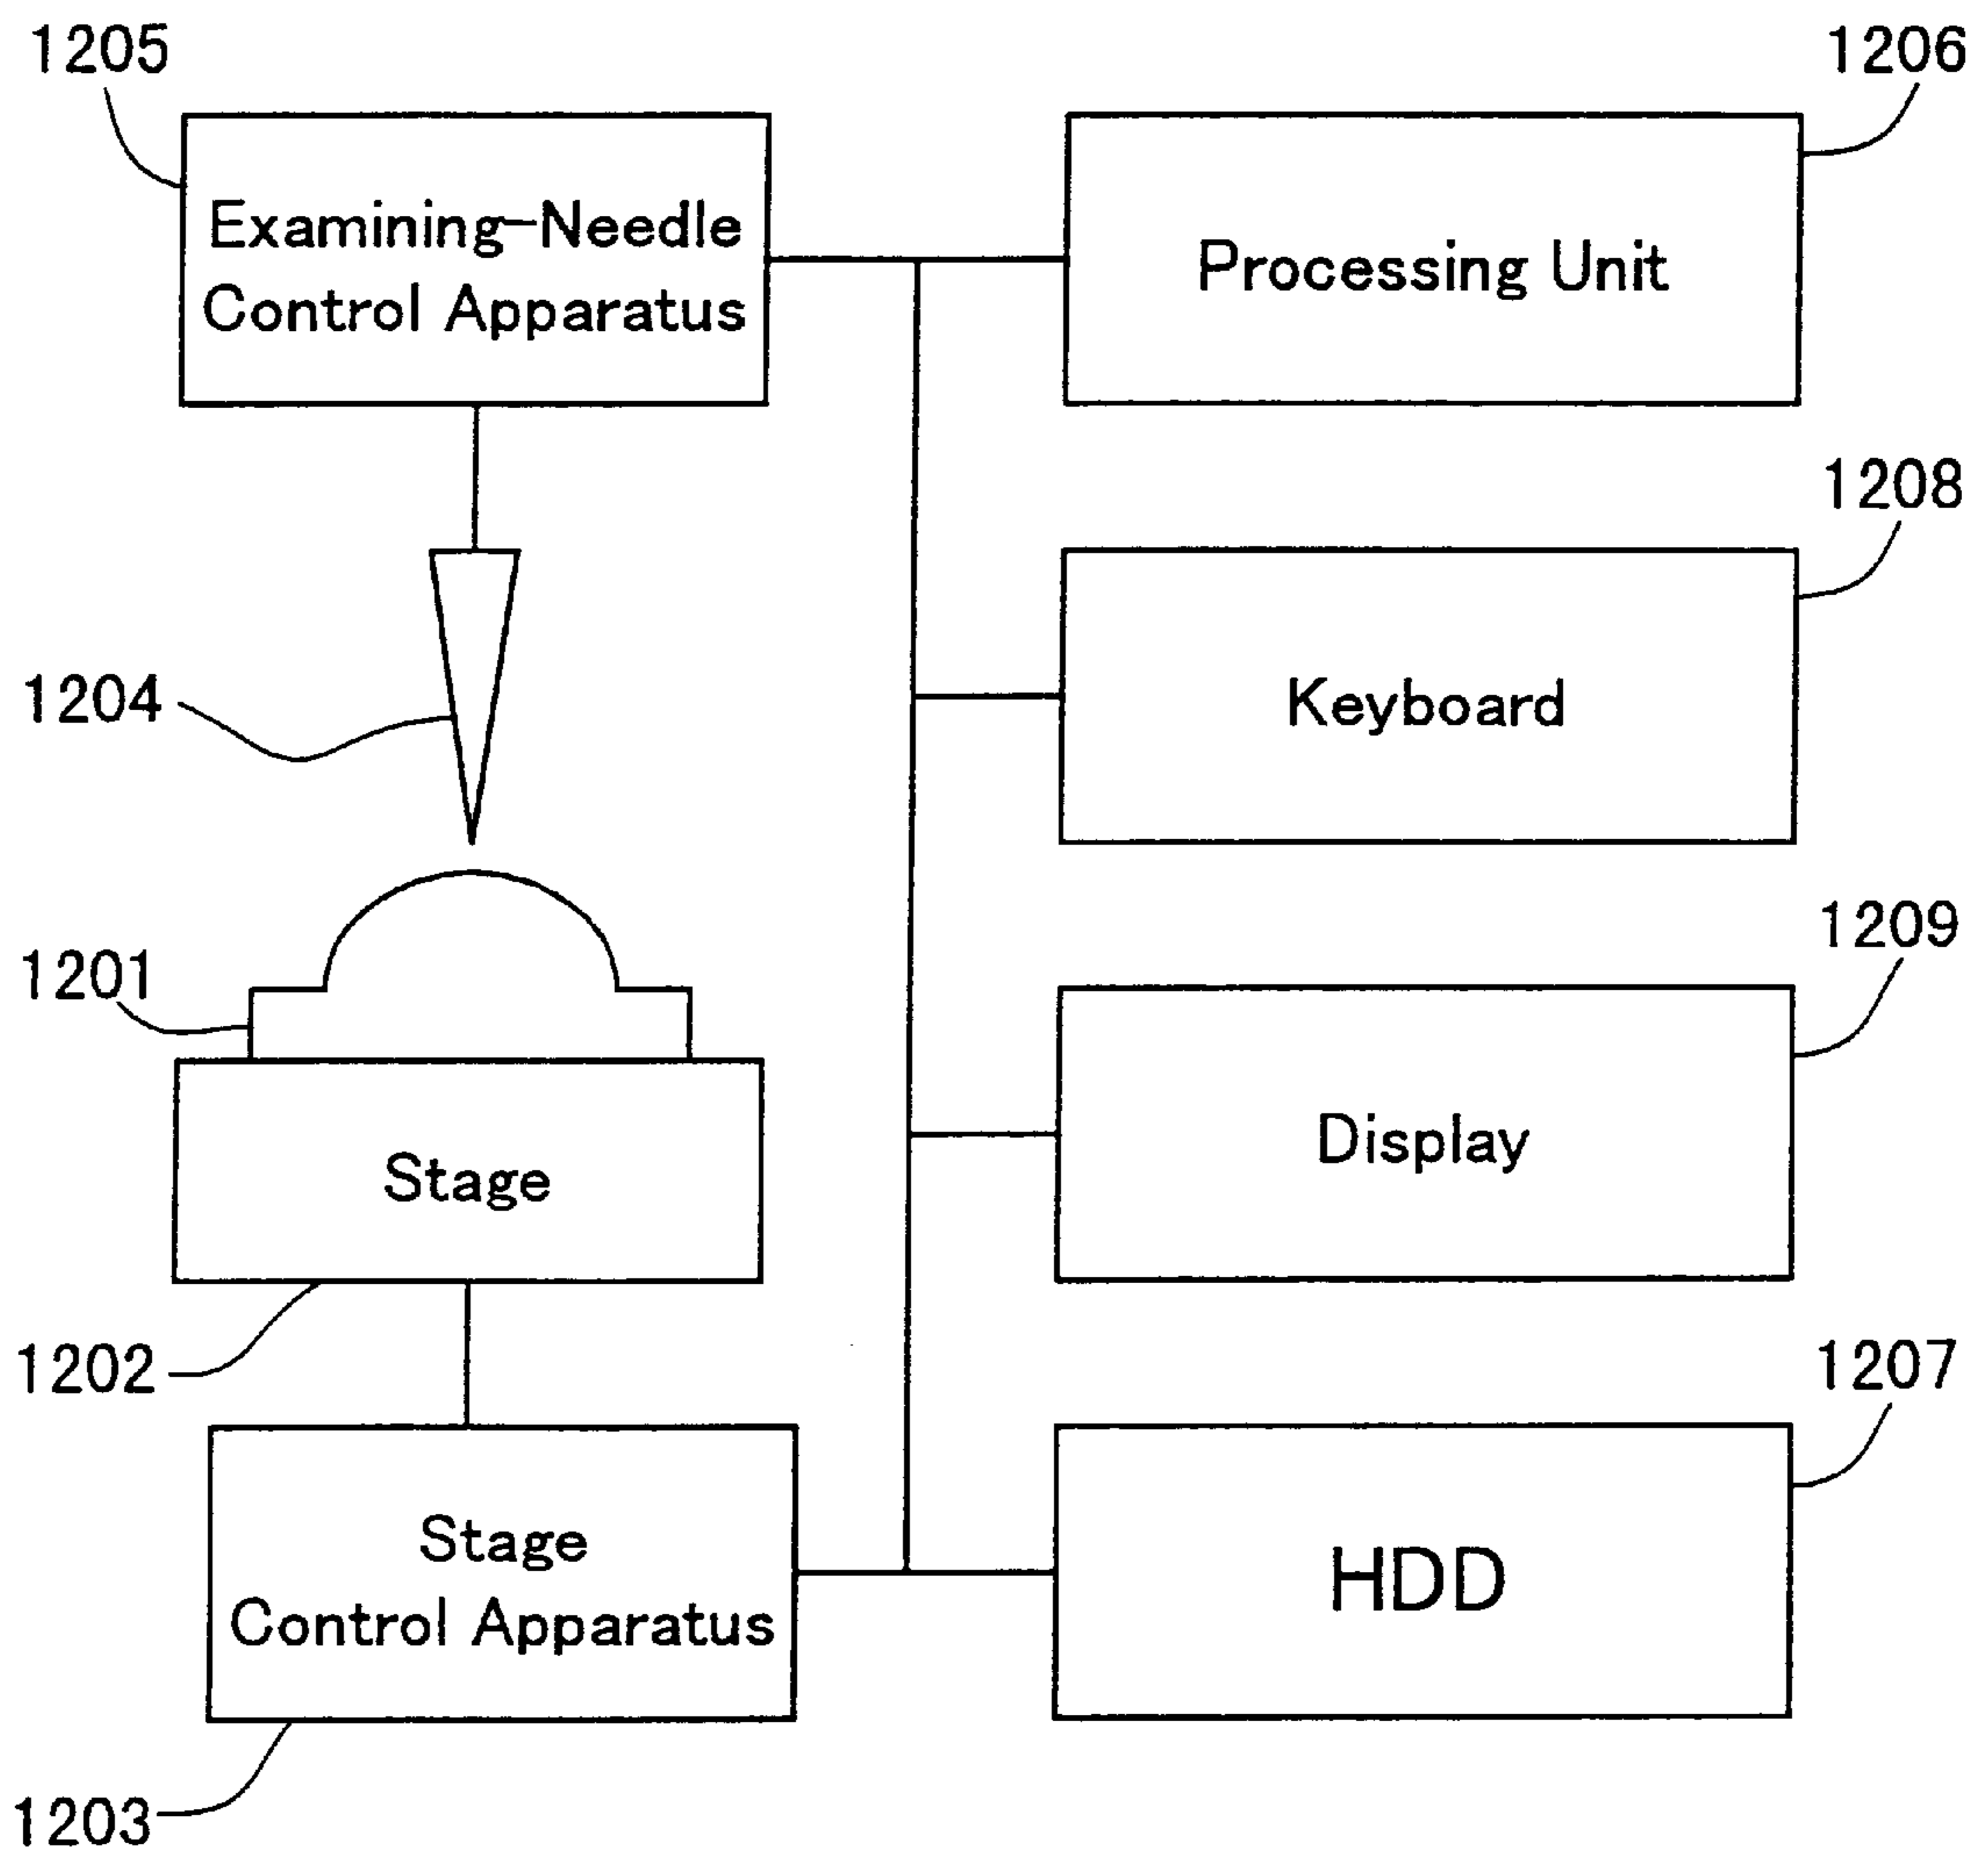 1205
1206
Examining-Needle
Control Apparatus
Processing Unit
1208
1204
Keyboard
1209
1201
Display
Stage
1202
1207
Stage
Control Apparatus
HDD
1203